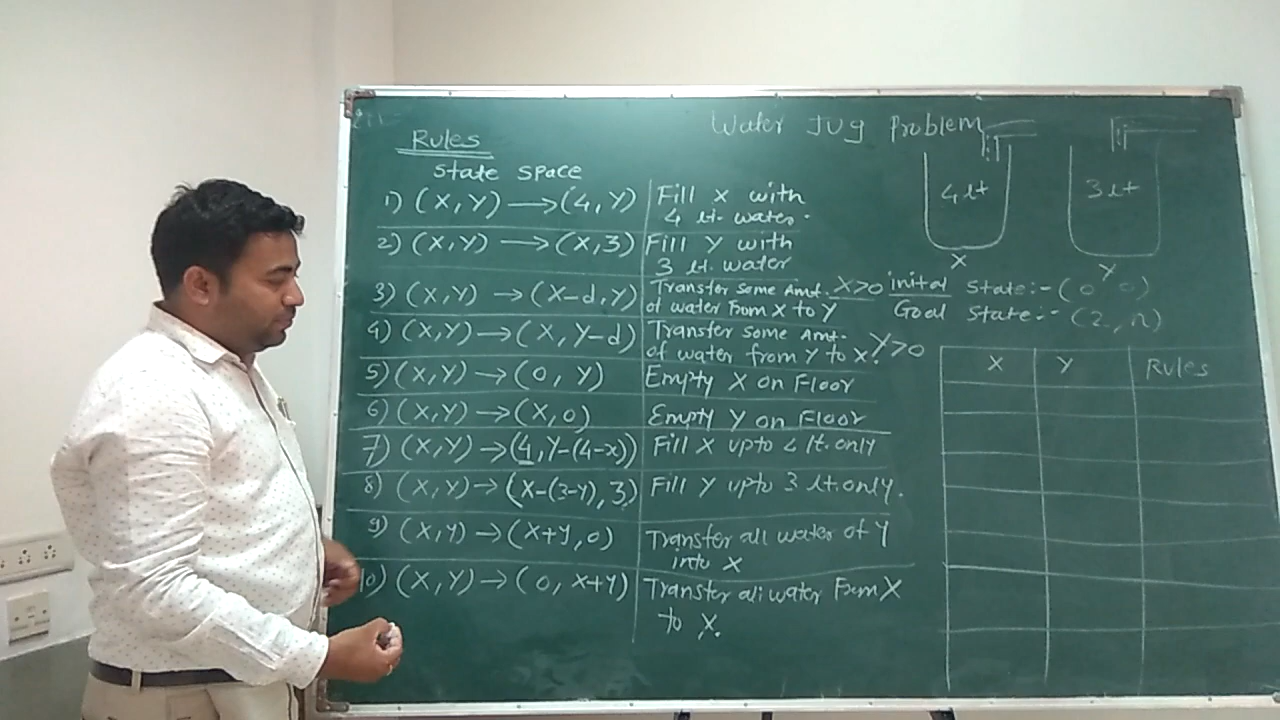 Water Jug Problem
Rules
State space
1) (X,Y) → (4,Y) Fill X with
4 lt. water.
2) (X,Y) → (X,3) Fill Y with
3 lt. water
3) (X,Y) → (X-d,Y) Transfer some Amt. X>0
of water From X to Y
4) (X,Y) → (X,Y-d) Transfer some Amt.
of water from Y to X. Y>0
5) (X,Y) → (0,Y) Empty X on Floor
6) (X,Y) → (X,0) Empty Y on Floor
7) (X,Y) → (4,Y-(4-X)) Fill X upto 4 lt. only
8) (X,Y) → (X-(3-Y),3) Fill Y upto 3 lt. only.
9) (X,Y) → (X+Y,0) Transfer all water of Y
into X
10) (X,Y) → (0,X+Y) Transfer all water From X
to
4 lt 3 lt
X Y
initial state:- (0,0)
Goal State:- (2,n)
X Y Rules